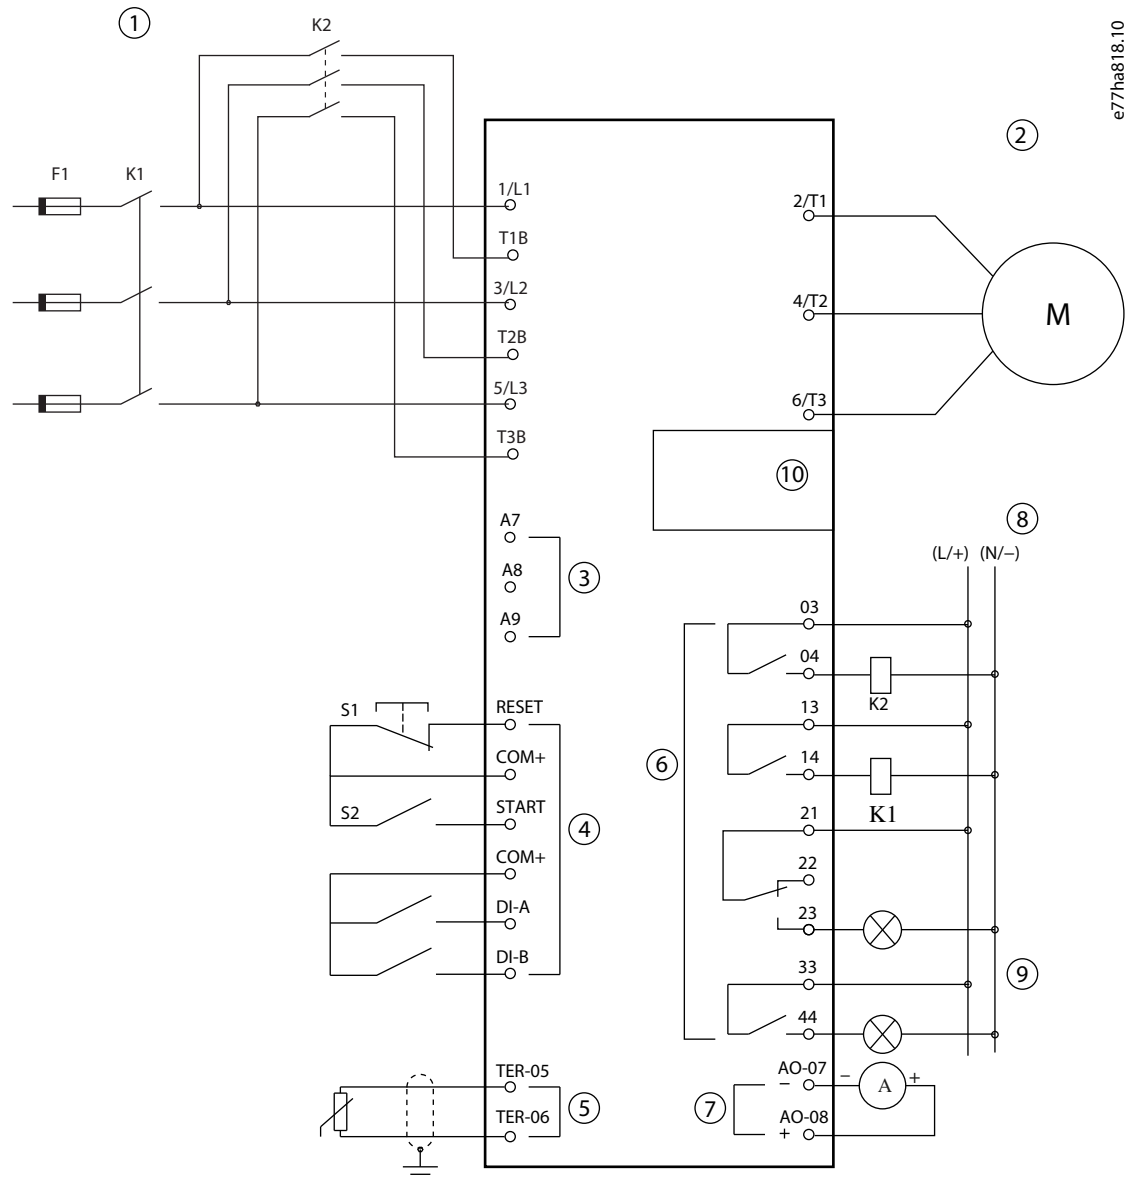 1
K2
e77ha818.10
2
F1
K1
1/L1
2/T1
T1B
3/L2
4/T2
M
T2B
5/L3
6/T3
T3B
10
A7
8
(L/+) (N/−)
A8
3
A9
03
04
K2
S1
RESET
13
COM+
14
6
K1
S2
START
4
21
COM+
22
DI-A
23
DI-B
33
9
44
TER-05
AO-07
−
−
A
+
5
7
TER-06
AO-08
+